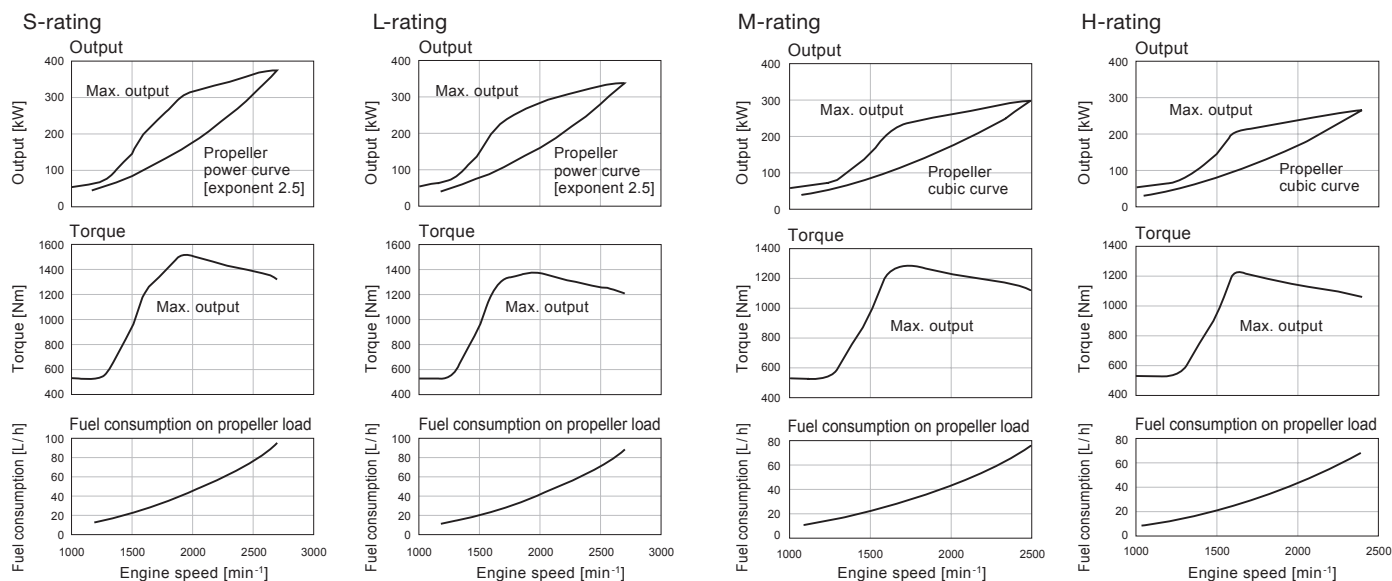 S-rating
Output
Output [kW]
400
300
200
100
0
Max. output
Propeller
power curve
[exponent 2.5]
Torque
Torque [Nm]
1600
1400
1200
1000
800
600
400
Max. output
Fuel consumption on propeller load
Fuel consumption [L/h]
100
80
60
40
20
0
1000 1500 2000 2500 3000
Engine speed [min-1]
L-rating
Output
Output [kW]
400
300
200
100
0
Max. output
Propeller
power curve
[exponent 2.5]
Torque
Torque [Nm]
1600
1400
1200
1000
800
600
400
Max. output
Fuel consumption on propeller load
Fuel consumption [L/h]
100
80
60
40
20
0
1000 1500 2000 2500 3000
Engine speed [min-1]
M-rating
Output
Output [kW]
400
300
200
100
0
Max. output
Propeller
cubic curve
Torque
Torque [Nm]
1400
1200
1000
800
600
400
Max. output
Fuel consumption on propeller load
Fuel consumption [L/h]
80
60
40
20
0
1000 1500 2000 2500
Engine speed [min-1]
H-rating
Output
Output [kW]
400
300
200
100
0
Max. output
Propeller
cubic curve
Torque
Torque [Nm]
1400
1200
1000
800
600
400
Max. output
Fuel consumption on propeller load
Fuel consumption [L/h]
80
60
40
20
0
1000 1500 2000 2500
Engine speed [min-1]